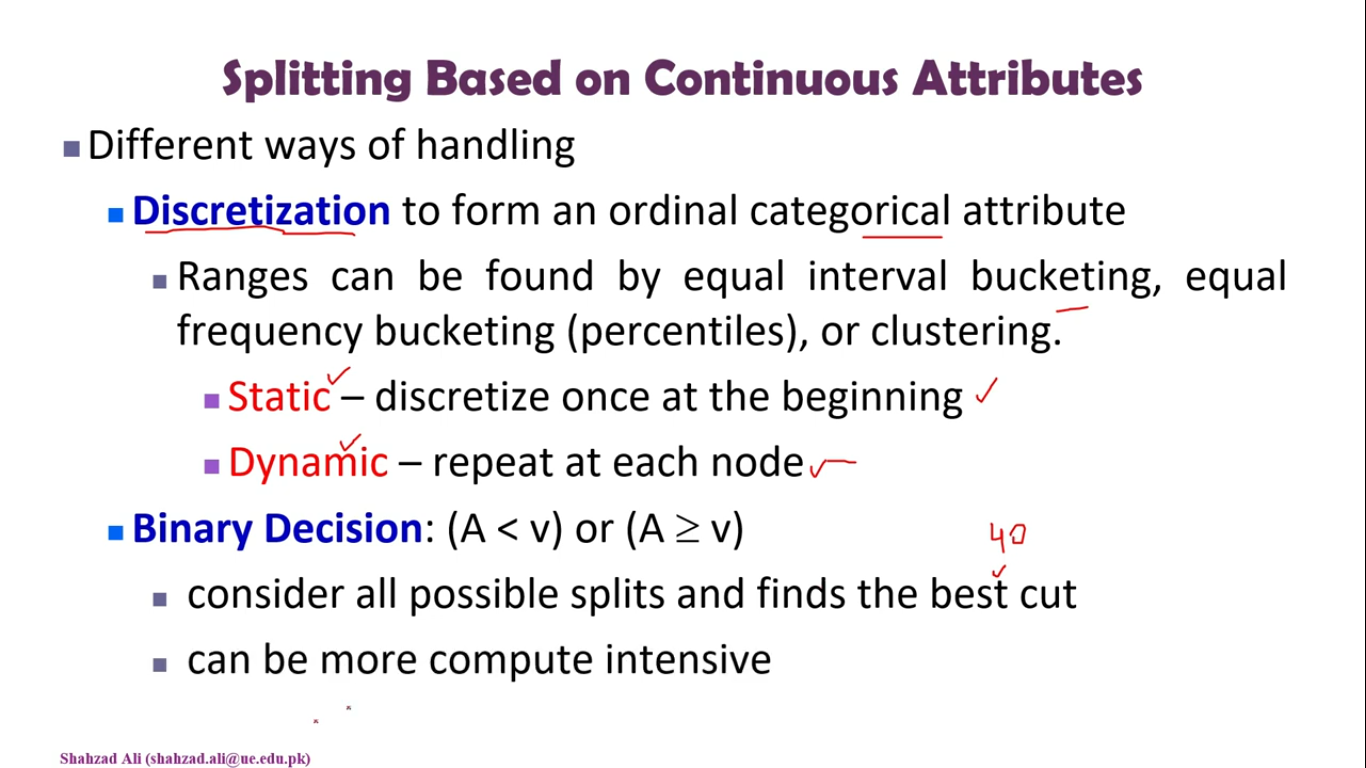 Splitting Based on Continuous Attributes
Different ways of handling
Discretization to form an ordinal categorical attribute
Ranges can be found by equal interval bucketing, equal
frequency bucketing (percentiles), or clustering.
Static – discretize once at the beginning
Dynamic – repeat at each node
Binary Decision: (A < v) or (A ≥ v)
40
consider all possible splits and finds the best cut
can be more compute intensive
Shahzad Ali (shahzad.ali@ue.edu.pk)